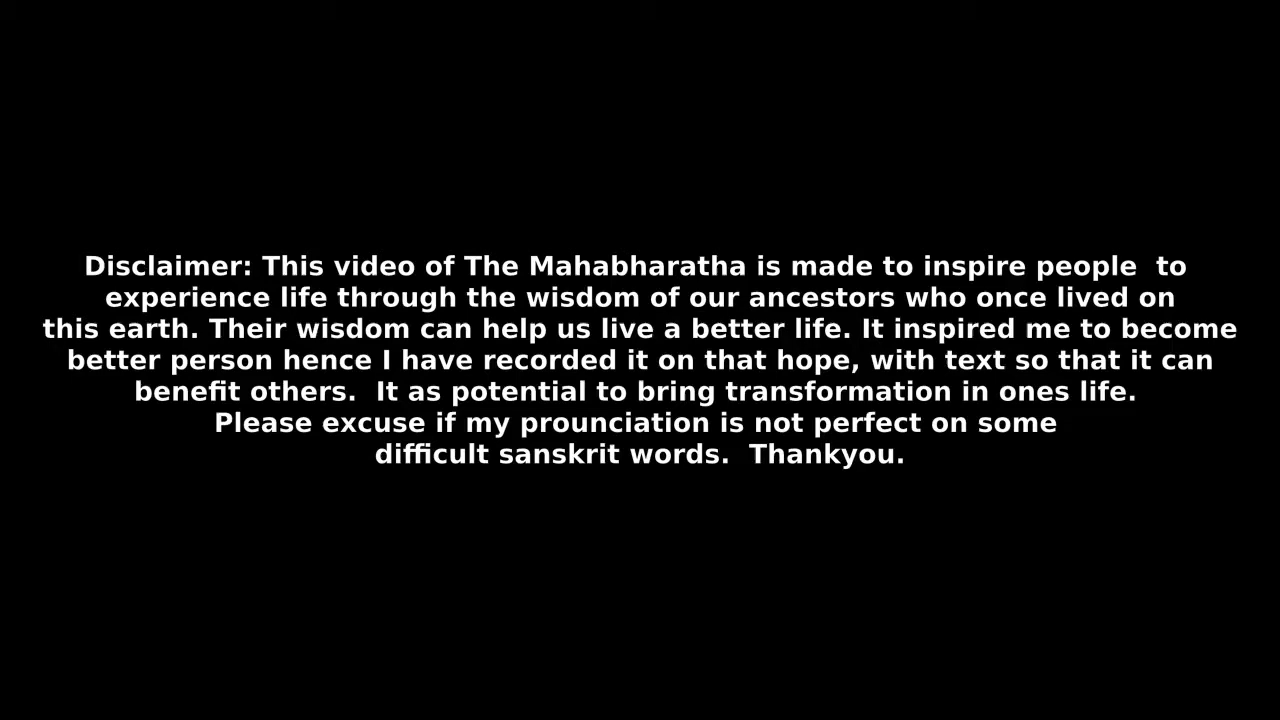 Disclaimer: This video of The Mahabharatha is made to inspire people  to
experience life through the wisdom of our ancestors who once lived on
this earth. Their wisdom can help us live a better life. It inspired me to become
better person hence I have recorded it on that hope, with text so that it can
benefit others.  It as potential to bring transformation in ones life.
Please excuse if my prounciation is not perfect on some
difficult sanskrit words.  Thankyou.